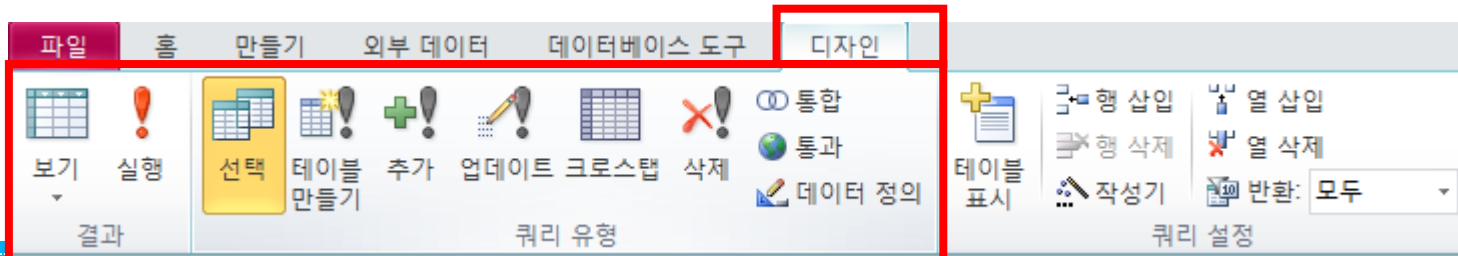 파일 홈 만들기 외부 데이터 데이터베이스 도구 디자인
보기 실행
결과
선택 테이블 만들기 추가 업데이트 크로스탭 삭제
통합
통과
데이터 정의
쿼리 유형
테이블 표시
행 삽입
행 삭제
작성기
열 삽입
열 삭제
반환: 모두
쿼리 설정